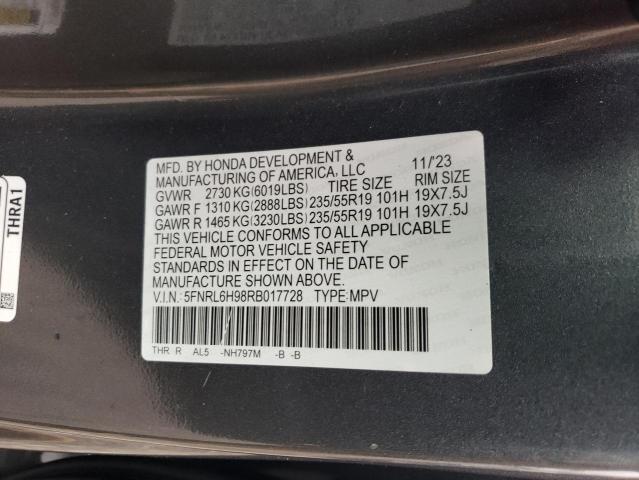 MFD. BY HONDA DEVELOPMENT &
MANUFACTURING OF AMERICA, LLC 11/'23
GVWR 2730 KG(6019LBS) TIRE SIZE RIM SIZE
GAWR F 1310 KG(2888LBS) 235/55R19 101H 19X7.5J
GAWR R 1465 KG(3230LBS) 235/55R19 101H 19X7.5J
THIS VEHICLE CONFORMS TO ALL APPLICABLE
FEDERAL MOTOR VEHICLE SAFETY
STANDARDS IN EFFECT ON THE DATE OF
MANUFACTURE SHOWN ABOVE.
V.I.N.: 5FNRL6H98RB017728 TYPE:MPV
THR R AL5 -NH797M -B -B
THRA1